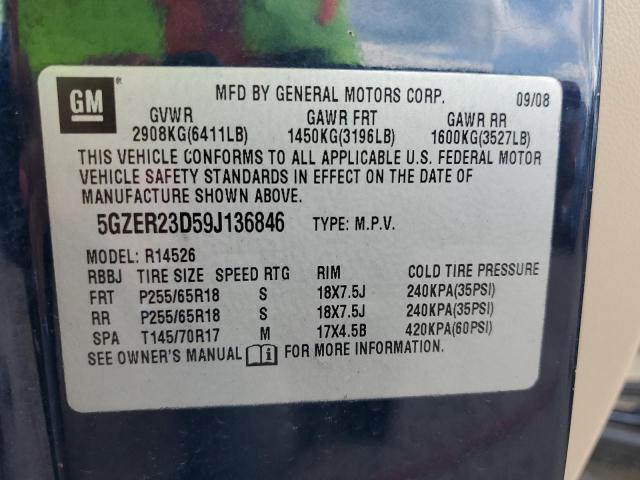 GM® MFD BY GENERAL MOTORS CORP. 09/08
GVWR GAWR FRT GAWR RR
2908KG(6411LB) 1450KG(3196LB) 1600KG(3527LB)
THIS VEHICLE CONFORMS TO ALL APPLICABLE U.S. FEDERAL MOTOR
VEHICLE SAFETY STANDARDS IN EFFECT ON THE DATE OF
MANUFACTURE SHOWN ABOVE.
5GZER23D59J136846 TYPE: M.P.V.
MODEL: R14526
RBBJ TIRE SIZE SPEED RTG RIM COLD TIRE PRESSURE
FRT P255/65R18 S 18X7.5J 240KPA(35PSI)
RR P255/65R18 S 18X7.5J 240KPA(35PSI)
SPA T145/70R17 M 17X4.5B 420KPA(60PSI)
SEE OWNER'S MANUAL FOR MORE INFORMATION.